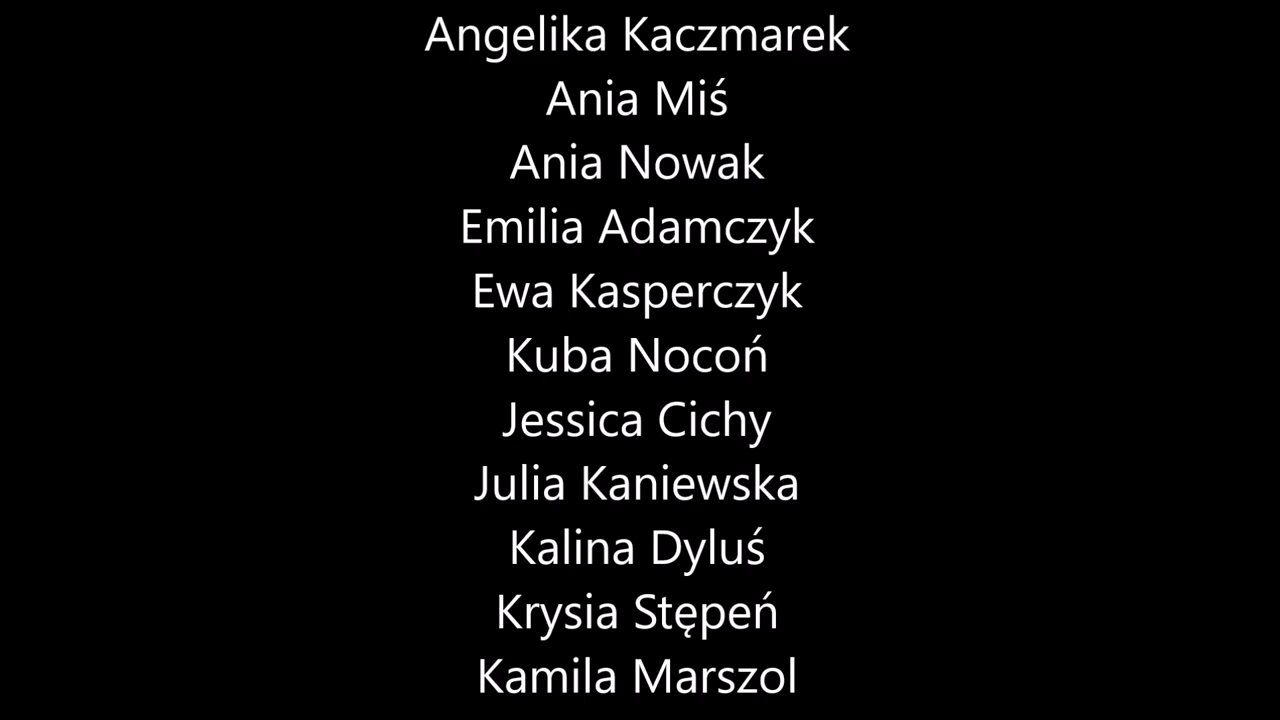 Angelika Kaczmarek
Ania Miś
Ania Nowak
Emilia Adamczyk
Ewa Kasperczyk
Kuba Nocoń
Jessica Cichy
Julia Kaniewska
Kalina Dyluś
Krysia Stępeń
Kamila Marszol